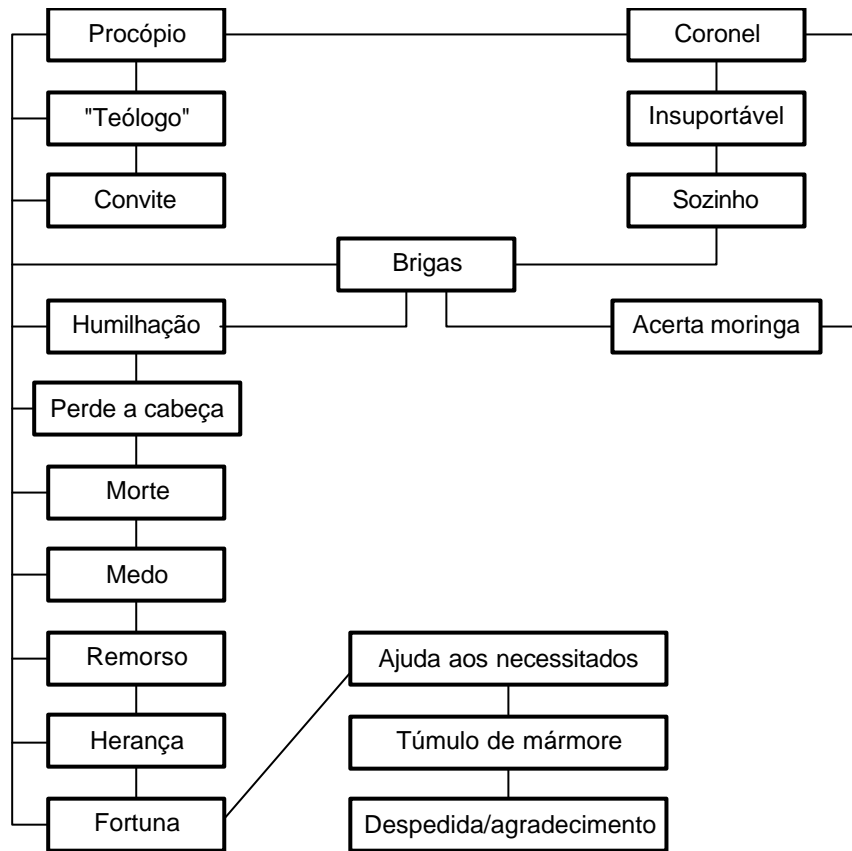 Procópio
Coronel
"Teólogo"
Insuportável
Convite
Sozinho
Brigas
Humilhação
Acerta moringa
Perde a cabeça
Morte
Medo
Remorso
Ajuda aos necessitados
Herança
Túmulo de mármore
Fortuna
Despedida/agradecimento